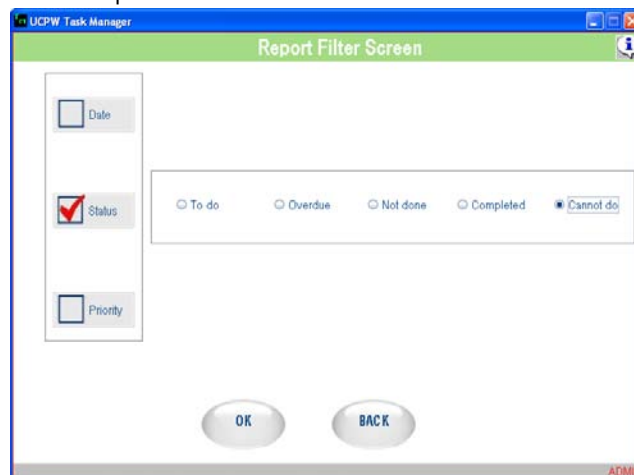 UCPW Task Manager
Report Filter Screen
Date
Status
To do
Overdue
Not done
Completed
Cannot do
Priority
OK
BACK